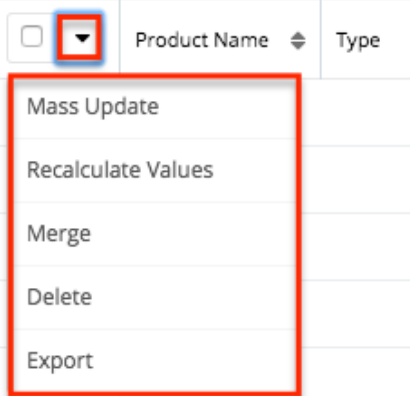 Product Name
Type
Mass Update
Recalculate Values
Merge
Delete
Export